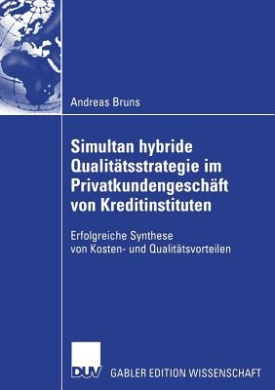 Andreas Bruns
Simultan hybride
Qualitätsstrategie im
Privatkundengeschäft
von Kreditinstituten
Erfolgreiche Synthese
von Kosten- und Qualitätsvorteilen
DUV
GABLER EDITION WISSENSCHAFT